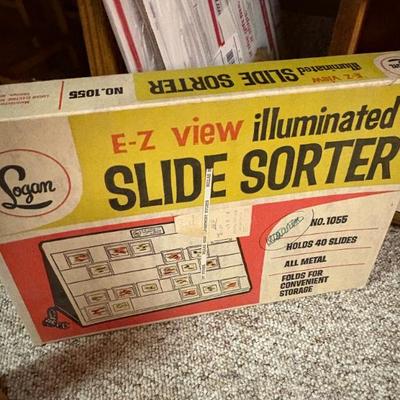 E-Z view
illuminated
SLIDE SORTER
NO. 1055
Logan
E-Z view illuminated
SLIDE SORTER
NO. 1055
HOLDS 40 SLIDES
ALL METAL
FOLDS FOR
CONVENIENT
STORAGE